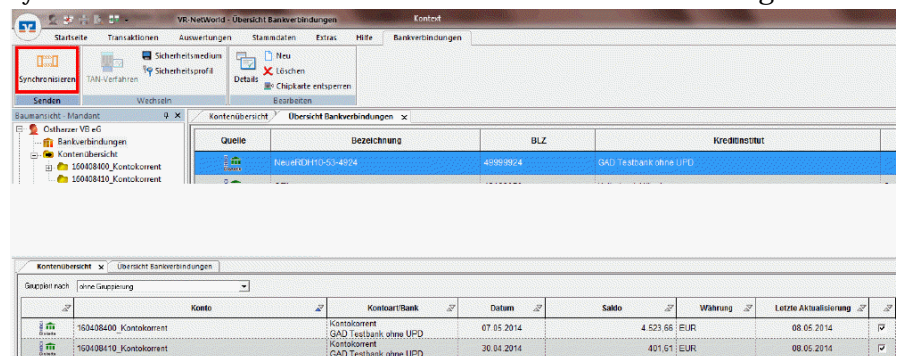 VR-NetWorld - Übersicht Bankverbindungen Kontext
Startseite Transaktionen Auswertungen Stammdaten Extras Hilfe Bankverbindungen
Synchronisieren TAN-Verfahren Sicherheitsmedium Sicherheitsprofil Details Neu Löschen Chipkarte entsperren
Senden Wechseln Bearbeiten
Baumansicht - Mandant Kontenübersicht Übersicht Bankverbindungen x
Ostharzer VB eG
Bankverbindungen
Kontenübersicht
160408400_Kontokorrent
160408410_Kontokorrent
Quelle Bezeichnung BLZ Kreditinstitut
NeueRDH10-53-4924 49999924 GAD Testbank ohne UPD
Kontenübersicht x Übersicht Bankverbindungen
Gruppiert nach ohne Gruppierung
Konto Kontoart/Bank Datum Saldo Währung Letzte Aktualisierung
160408400_Kontokorrent Kontokorrent 07.05.2014 4.523,66 EUR 08.05.2014
GAD Testbank ohne UPD
160408410_Kontokorrent Kontokorrent 30.04.2014 401,61 EUR 08.05.2014
GAD Testbank ohne UPD